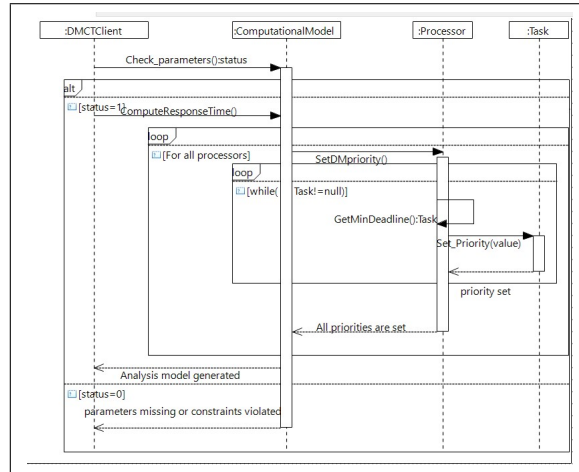 :DMCTClient :ComputationalModel :Processor :Task
Check_parameters():status
alt
[status=1]
ComputeResponseTime()
loop
[For all processors]
SetDMpriority()
loop
[while( Task!=null)]
GetMinDeadline():Task
Set_Priority(value)
priority set
All priorities are set
Analysis model generated
[status=0]
parameters missing or constraints violated